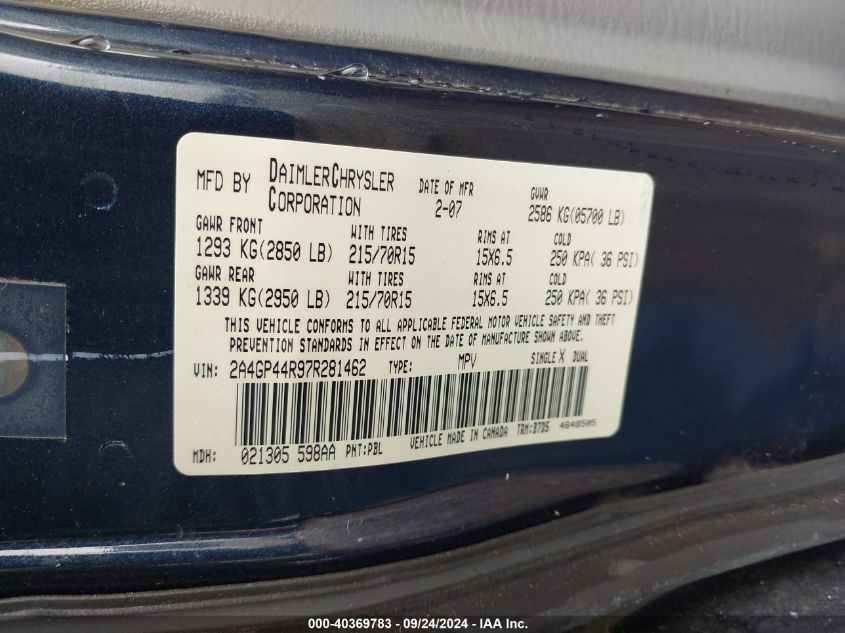 MFD BY DAIMLERCHRYSLER CORPORATION DATE OF MFR 2-07 GVWR 2586 KG(05700 LB)
GAWR FRONT WITH TIRES RIMS AT COLD
1293 KG(2850 LB) 215/70R15 15X6.5 250 KPA( 36 PSI)
GAWR REAR WITH TIRES RIMS AT COLD
1339 KG(2950 LB) 215/70R15 15X6.5 250 KPA( 36 PSI)
THIS VEHICLE CONFORMS TO ALL APPLICABLE FEDERAL MOTOR VEHICLE SAFETY AND THEFT
PREVENTION STANDARDS IN EFFECT ON THE DATE OF MANUFACTURE SHOWN ABOVE.
VIN: 2A4GP44R97R281462 TYPE: MPV SINGLE X DUAL
MDH: 021305 598AA PNT:PBL VEHICLE MADE IN CANADA TRM:B7D5 4648505
000-40369783 - 09/24/2024 - IAA, Inc.